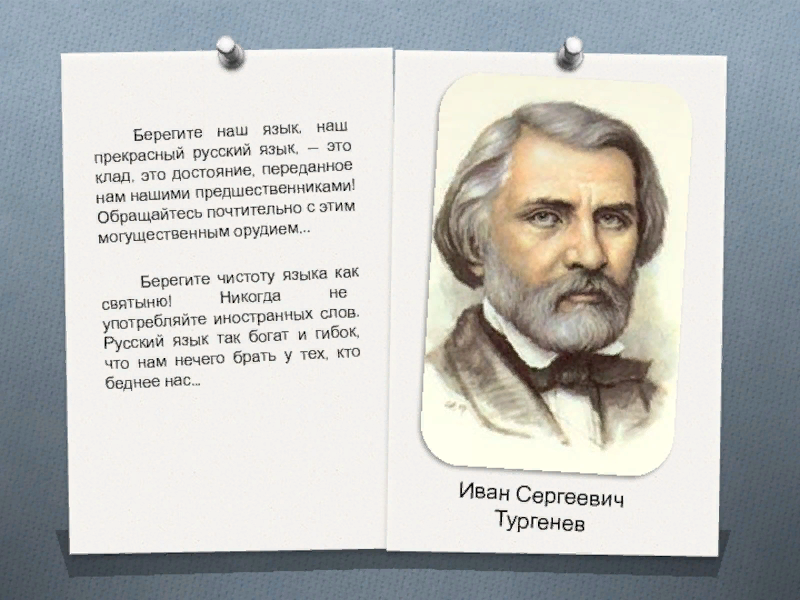 Берегите наш язык, наш
прекрасный русский язык, – это
клад, это достояние, переданное
нам нашими предшественниками!
Обращайтесь почтительно с этим
могущественным орудием...
Берегите чистоту языка как
святыню! Никогда не
употребляйте иностранных слов.
Русский язык так богат и гибок,
что нам нечего брать у тех, кто
беднее нас...
Иван Сергеевич
Тургенев